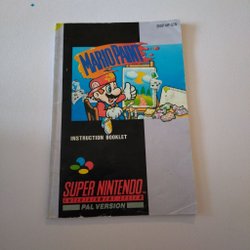 MARIO PAINT
INSTRUCTION BOOKLET
SUPER NINTENDO
ENTERTAINMENT SYSTEM
PAL VERSION